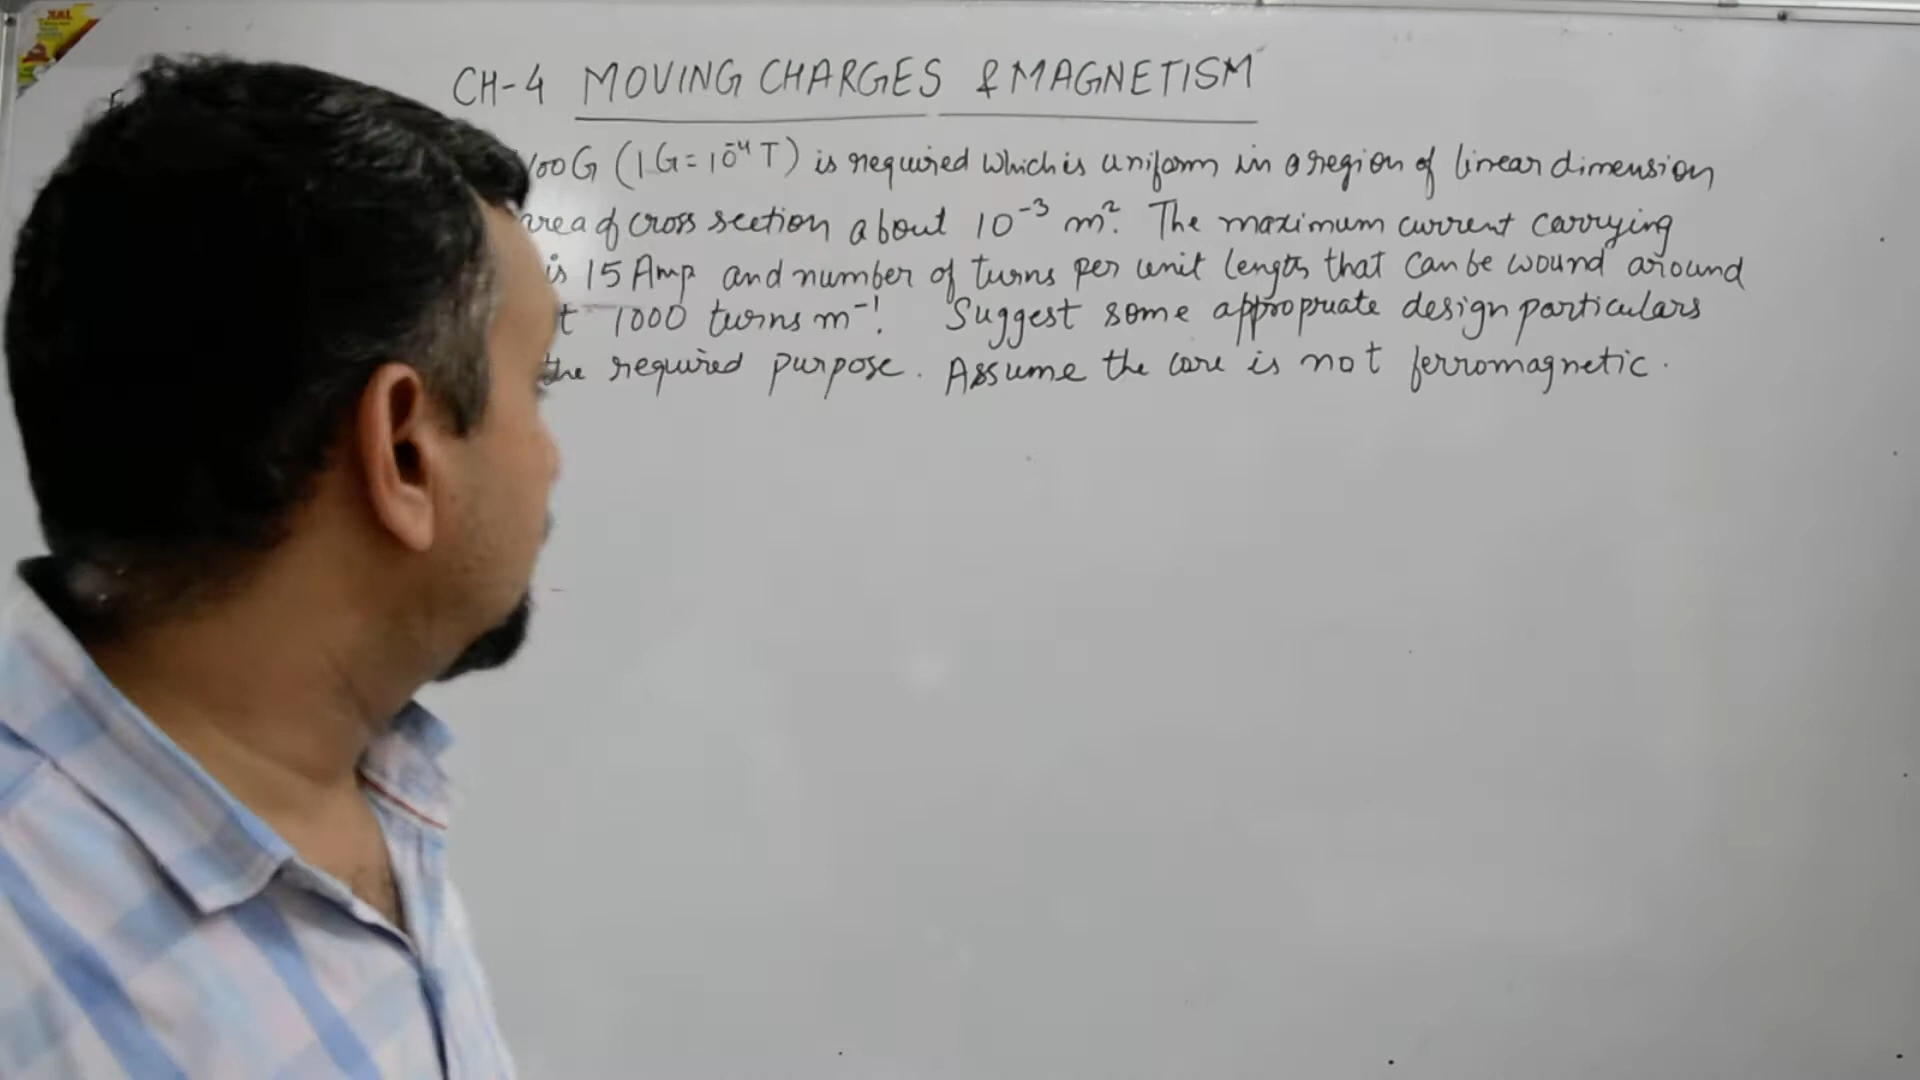 CH-4 MOVING CHARGES & MAGNETISM
100G (1G=10⁻⁴T) is required which is uniform in a region of linear dimension
area of cross section about 10⁻³ m². The maximum current carrying
is 15 Amp and number of turns per unit length that can be wound around
t 1000 turns m⁻¹. Suggest some appropriate design particulars
the required purpose. Assume the core is not ferromagnetic.